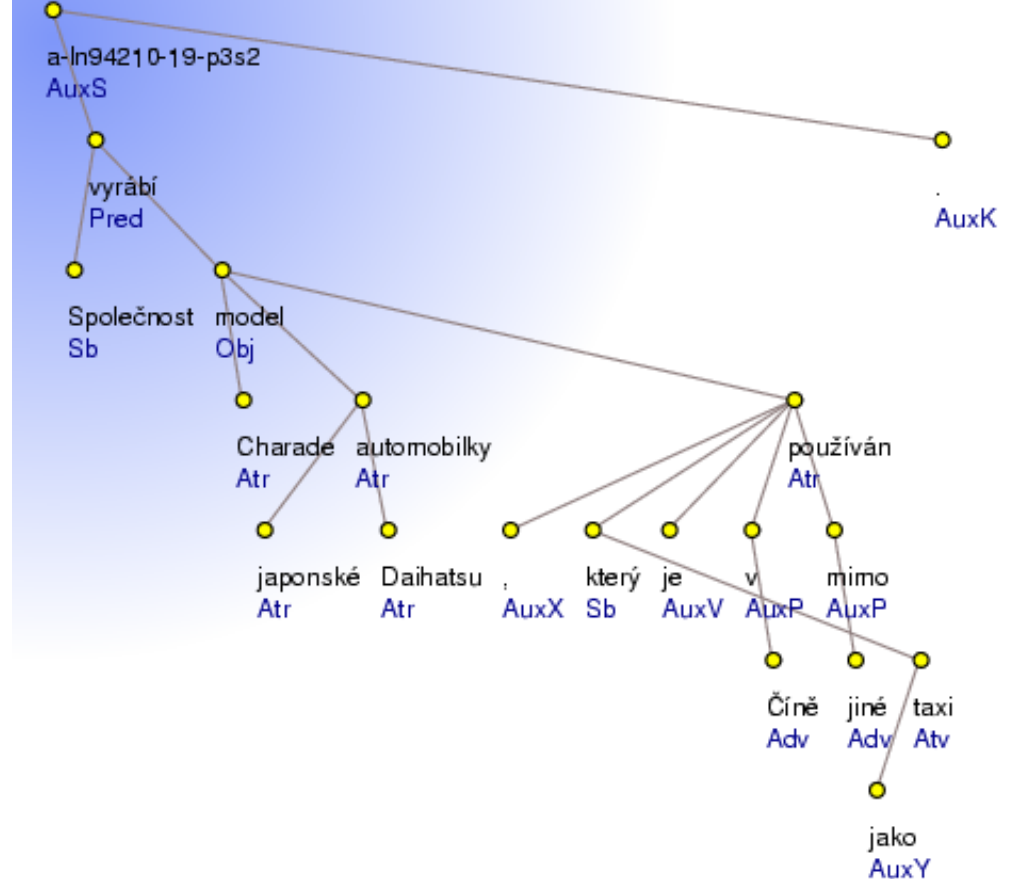 a-ln94210-19-p3s2
AuxS
vyrábí .
Pred AuxK
Společnost model
Sb Obj
Charade automobilky používán
Atr Atr Atr
japonské Daihatsu , který je v mimo
Atr Atr AuxX Sb AuxV AuxP AuxP
Číně jiné taxi
Adv Adv Atv
jako
AuxY